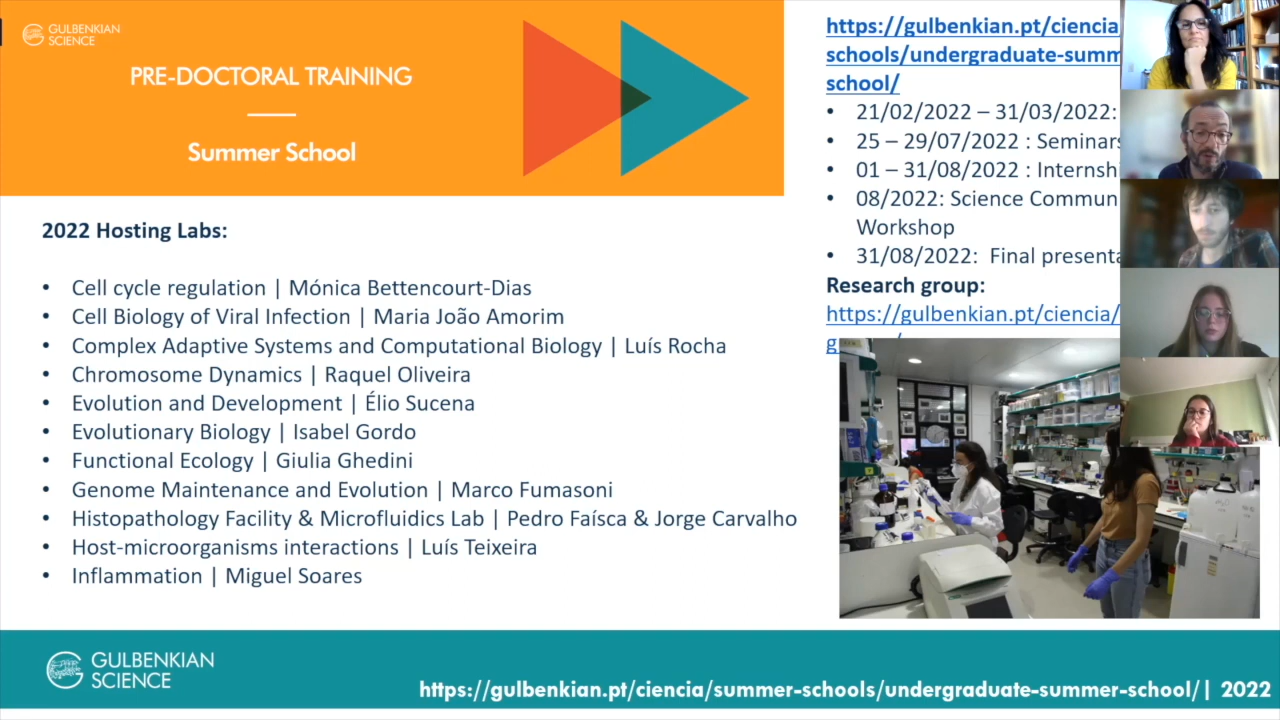 GULBENKIAN
SCIENCE
PRE-DOCTORAL TRAINING
Summer School
2022 Hosting Labs:
• Cell cycle regulation | Mónica Bettencourt-Dias
• Cell Biology of Viral Infection | Maria João Amorim
• Complex Adaptive Systems and Computational Biology | Luís Rocha
• Chromosome Dynamics | Raquel Oliveira
• Evolution and Development | Élio Sucena
• Evolutionary Biology | Isabel Gordo
• Functional Ecology | Giulia Ghedini
• Genome Maintenance and Evolution | Marco Fumasoni
• Histopathology Facility & Microfluidics Lab | Pedro Faísca & Jorge Carvalho
• Host-microorganisms interactions | Luís Teixeira
• Inflammation | Miguel Soares
https://gulbenkian.pt/ciencia
schools/undergraduate-summ
school/
• 21/02/2022 – 31/03/2022:
• 25 – 29/07/2022 : Seminars
• 01 – 31/08/2022 : Internshi
• 08/2022: Science Commun
Workshop
• 31/08/2022: Final presenta
Research group:
https://gulbenkian.pt/ciencia/
GULBENKIAN
SCIENCE
https://gulbenkian.pt/ciencia/summer-schools/undergraduate-summer-school/ | 2022